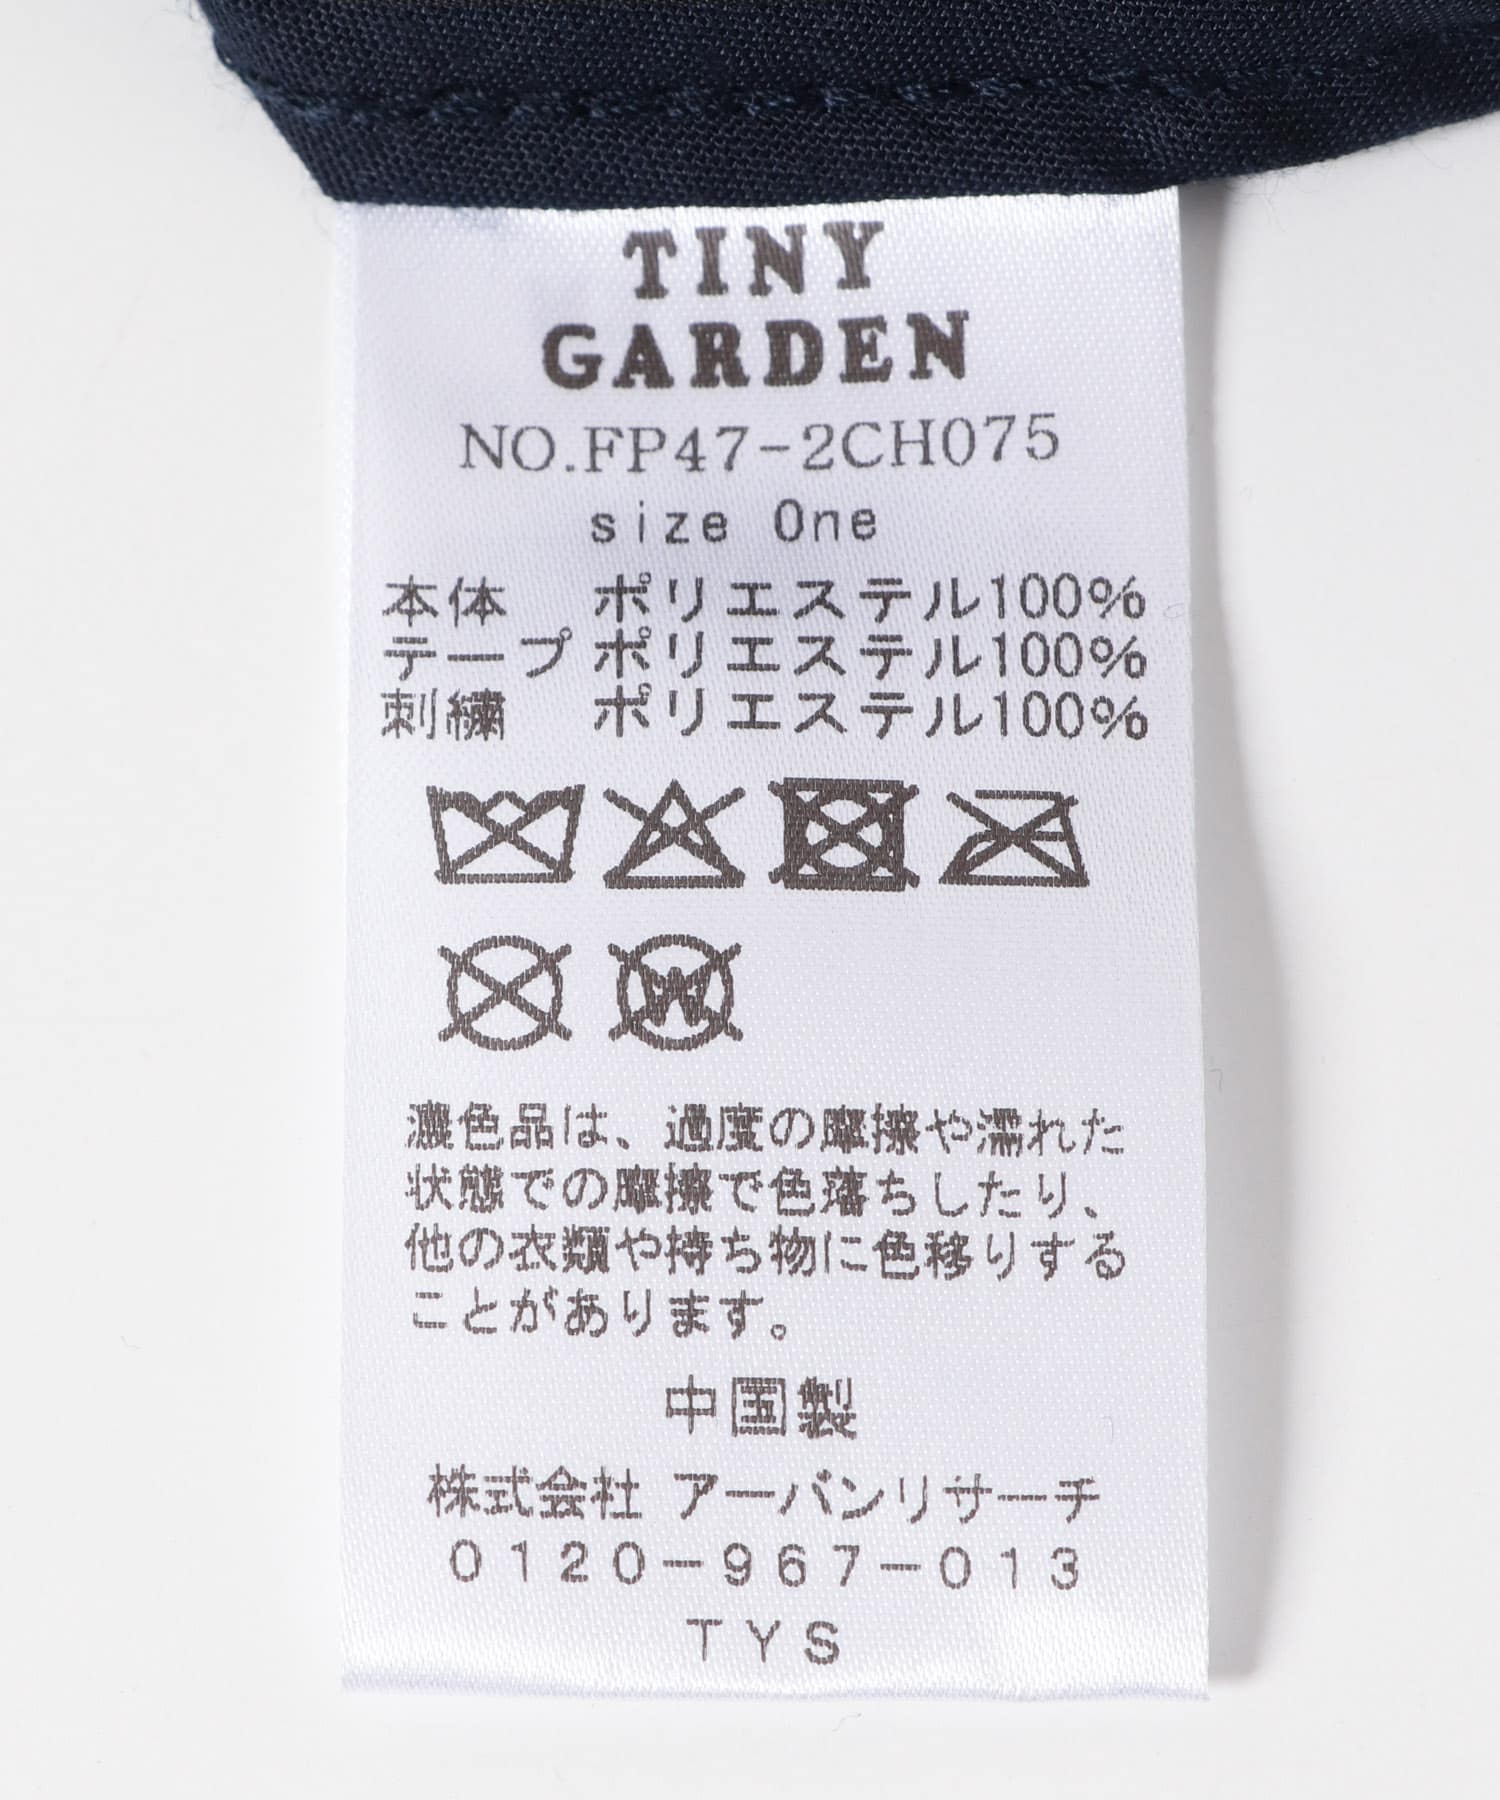 TINY
GARDEN
NO.FP47-2CH075
size One
本体 ポリエステル100%
テープ ポリエステル100%
刺繍 ポリエステル100%
W
濃色品は、過度の摩擦や濡れた
状態での摩擦で色落ちしたり、
他の衣類や持ち物に色移りする
ことがあります。
中国製
株式会社 アーバンリサーチ
0120-967-013
TYS